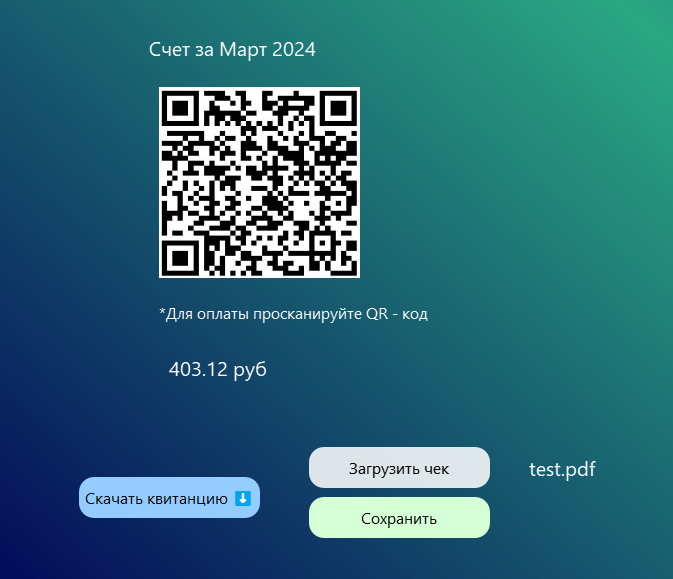 Счет за Март 2024
*Для оплаты просканируйте QR - код
403.12 руб
Загрузить чек
test.pdf
Скачать квитанцию ⬇
Сохранить